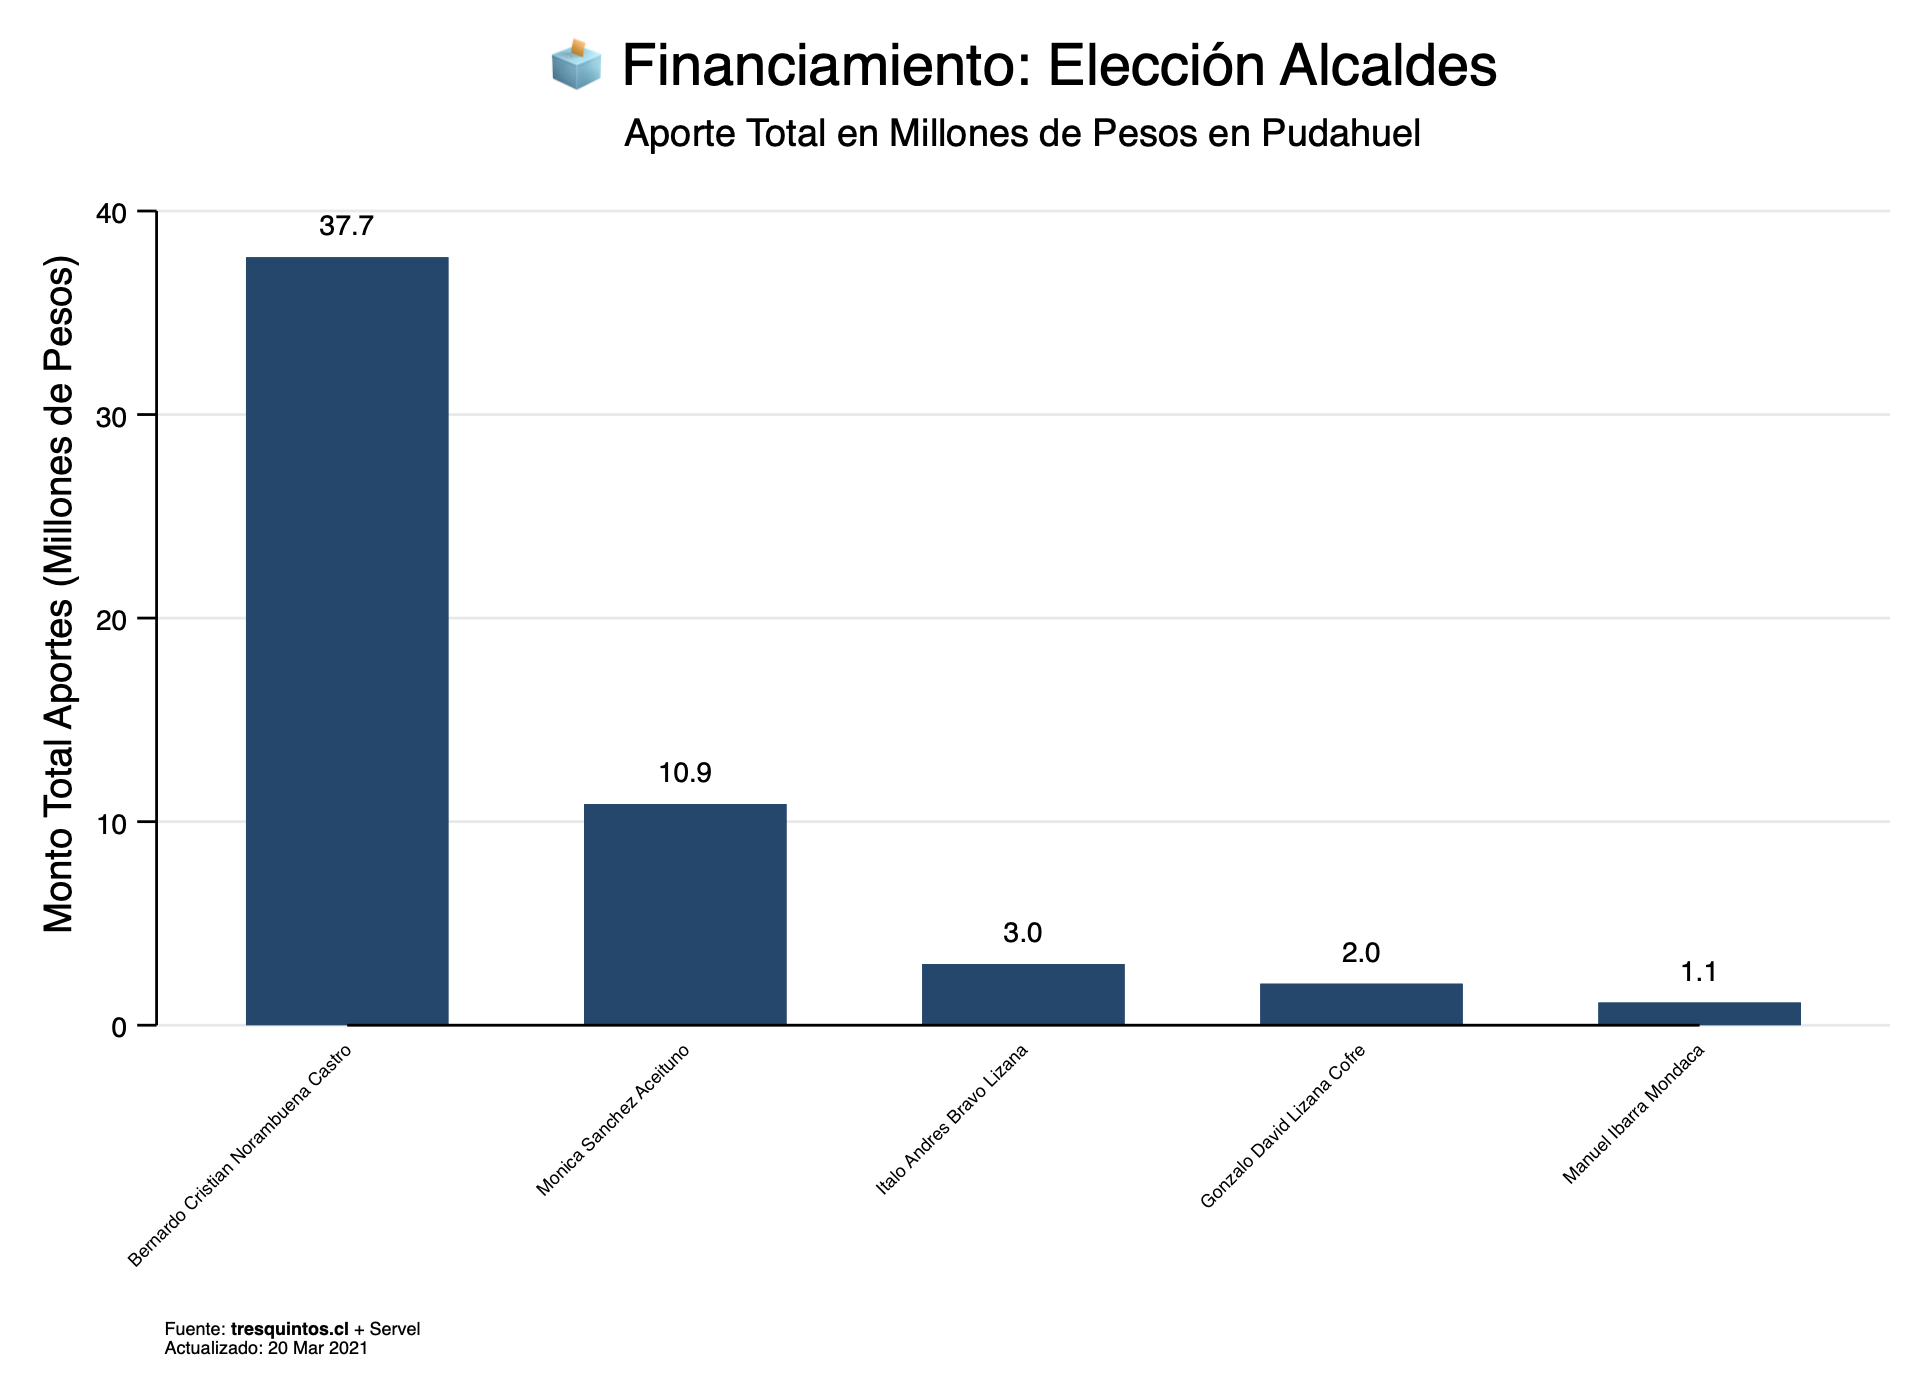 Financiamiento: Elección Alcaldes
Aporte Total en Millones de Pesos en Pudahuel
Monto Total Aportes (Millones de Pesos)
40
30
20
10
0
37.7
10.9
3.0
2.0
1.1
Bernardo Cristian Norambuena Castro
Monica Sanchez Aceituno
Italo Andres Bravo Lizana
Gonzalo David Lizana Cofre
Manuel Ibarra Mondaca
Fuente: tresquintos.cl + Servel
Actualizado: 20 Mar 2021